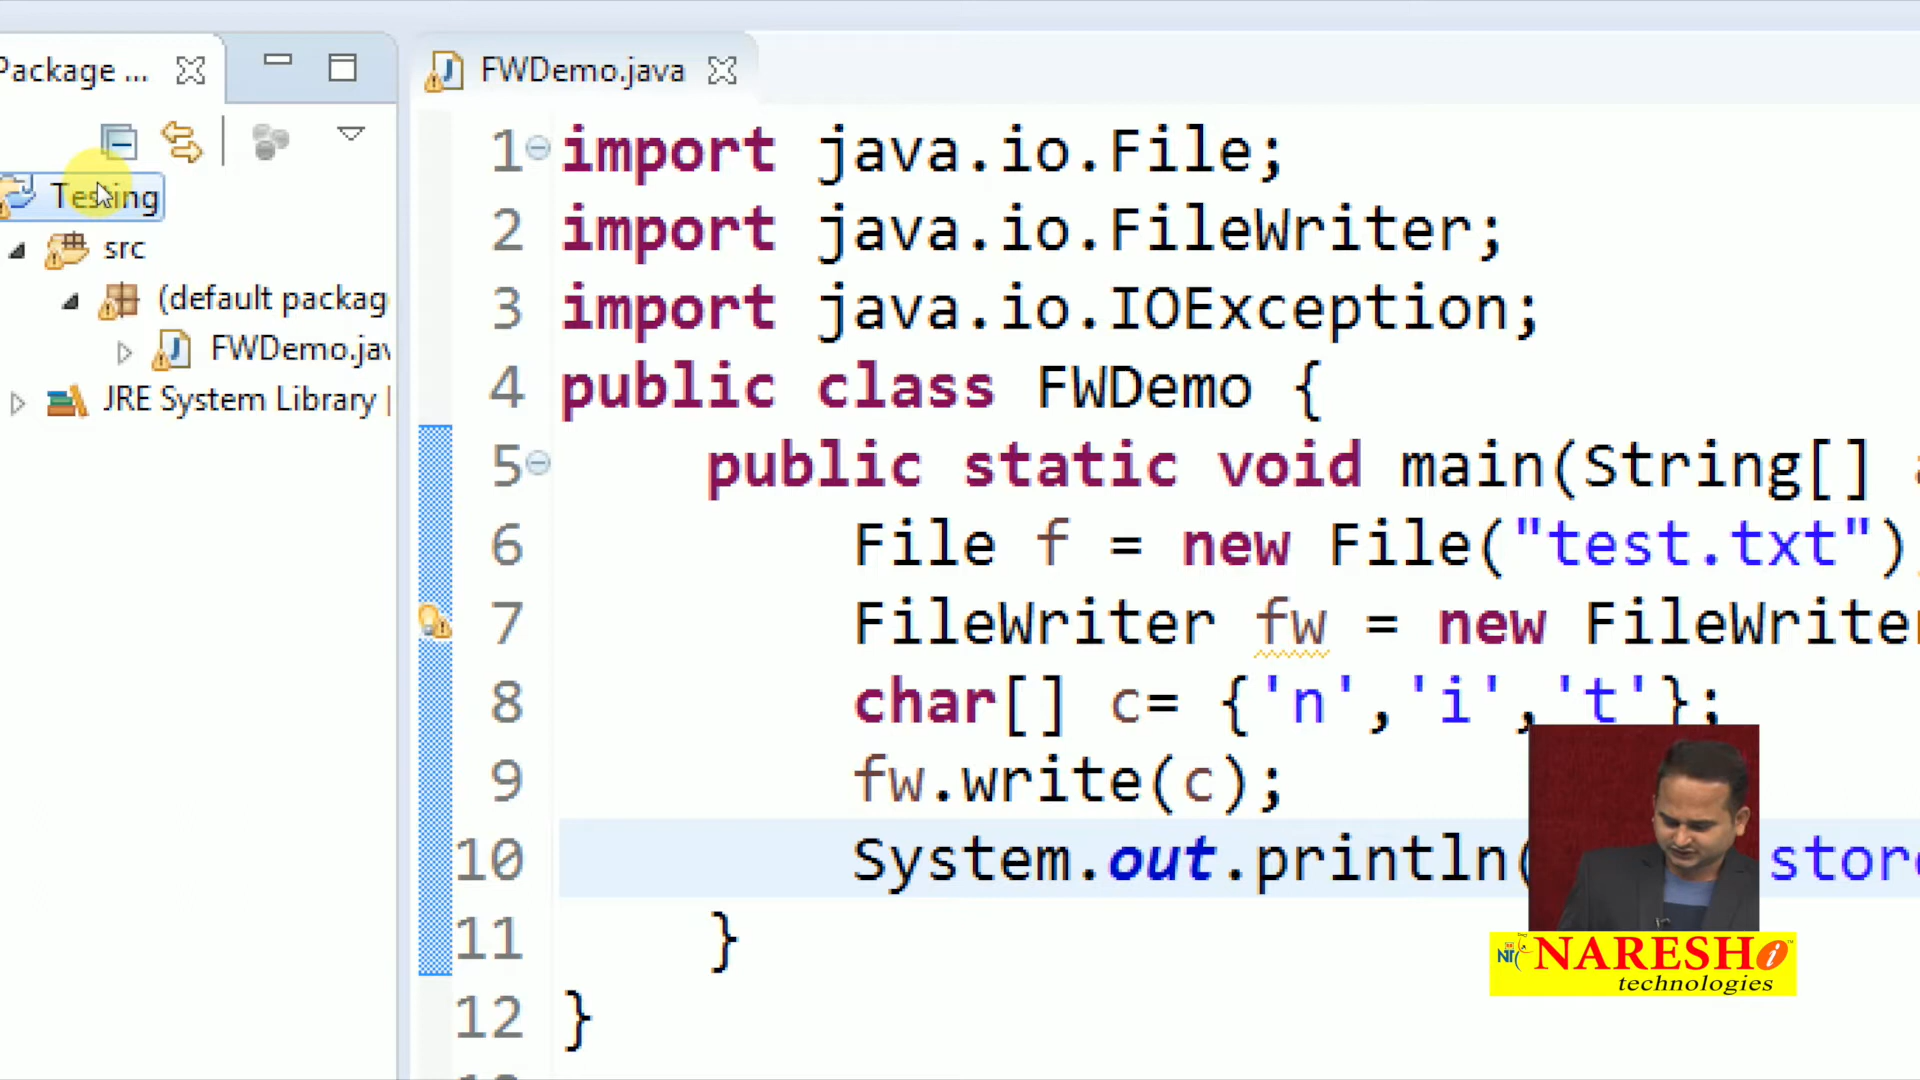 Package ...
FWDemo.java
Testing
src
(default packag
FWDemo.jav
JRE System Library [
1 import java.io.File;
2 import java.io.FileWriter;
3 import java.io.IOException;
4 public class FWDemo {
5 public static void main(String[] a
6 File f = new File("test.txt")
7 FileWriter fw = new FileWriter
8 char[] c= {'n','i','t'};
9 fw.write(c);
10 System.out.println( stor
11 }
12 }
NARESH i
technologies